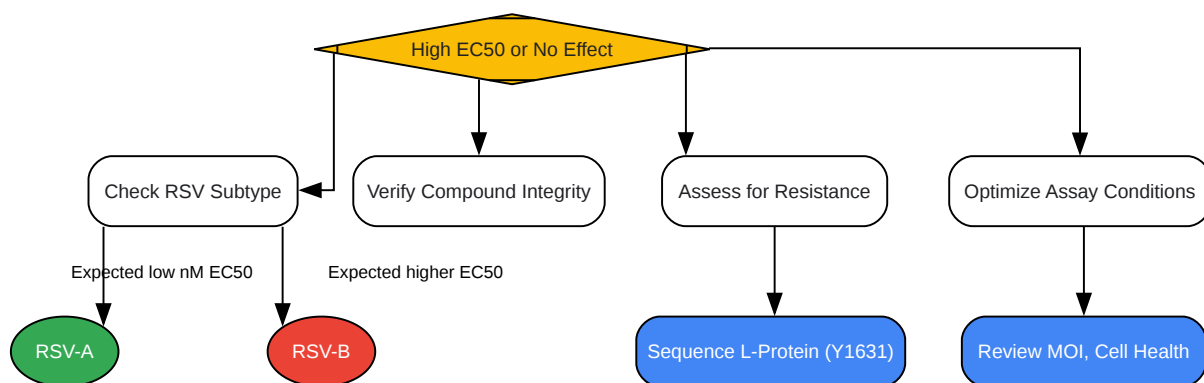 High EC50 or No Effect
Check RSV Subtype
Verify Compound Integrity
Assess for Resistance
Optimize Assay Conditions
Expected low nM EC50
Expected higher EC50
RSV-A
RSV-B
Sequence L-Protein (Y1631)
Review MOI, Cell Health